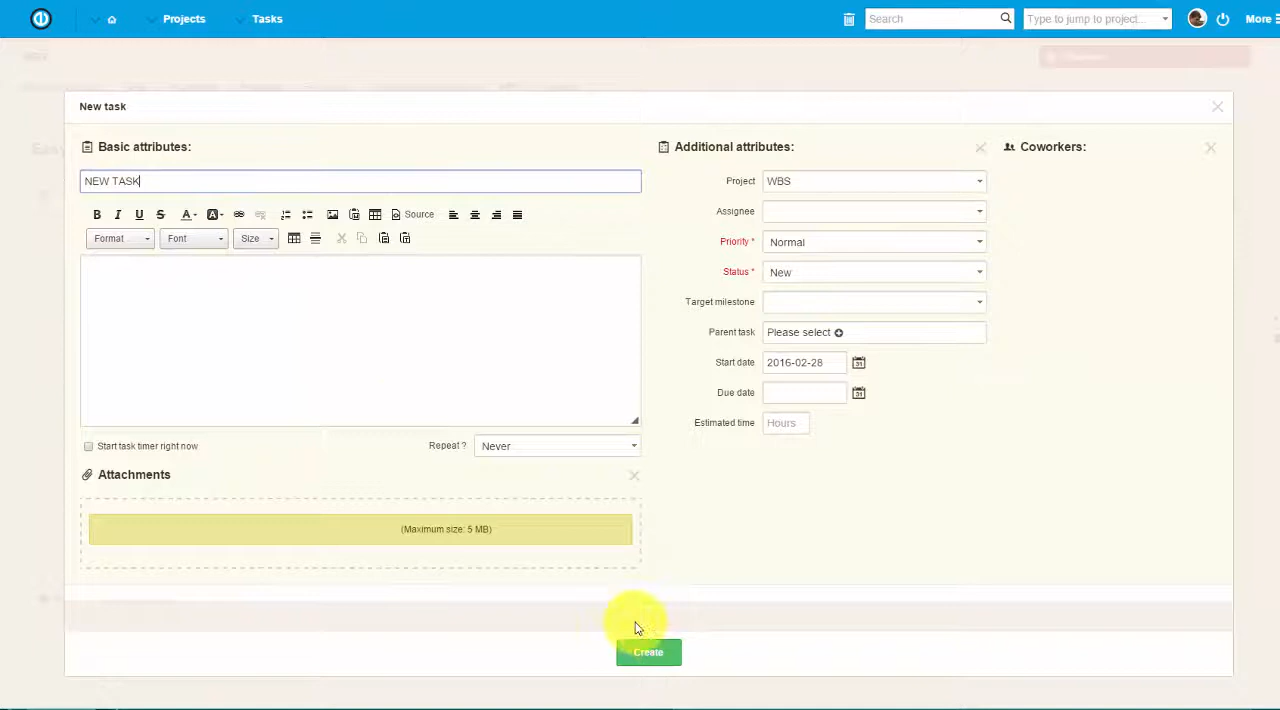 Projects
Tasks
Search
Type to jump to project...
More
New task
Basic attributes:
NEW TASK
B I U S A A Source
Format Font Size
Start task timer right now
Repeat ? Never
Attachments
(Maximum size: 5 MB)
Additional attributes:
Project WBS
Assignee
Priority * Normal
Status * New
Target milestone
Parent task Please select
Start date 2016-02-28 31
Due date 31
Estimated time Hours
Coworkers:
Create